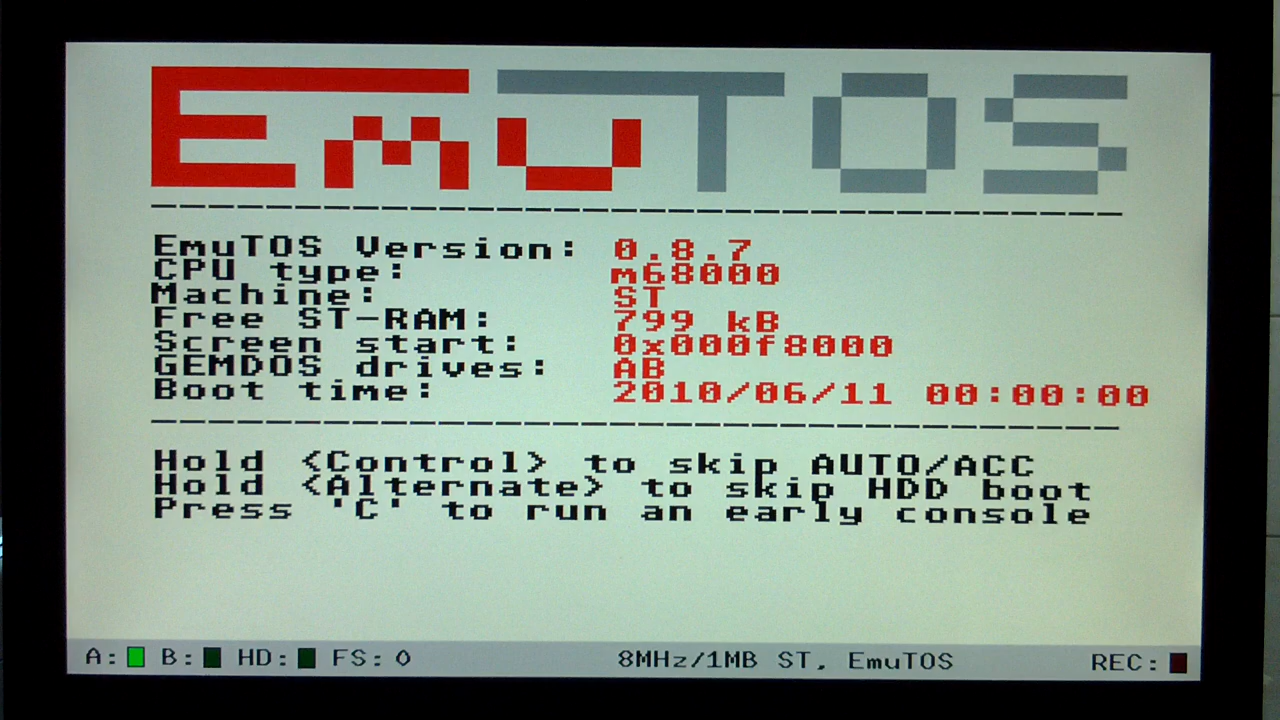 EmuTOS
EmuTOS Version: 0.8.7
CPU type: m68000
Machine: ST
Free ST-RAM: 799 kB
Screen start: 0x000f8000
GEMDOS drives: AB
Boot time: 2010/06/11 00:00:00
Hold <Control> to skip AUTO/ACC
Hold <Alternate> to skip HDD boot
Press 'C' to run an early console
A: B: HD: FS: 0 8MHz/1MB ST, EmuTOS REC: